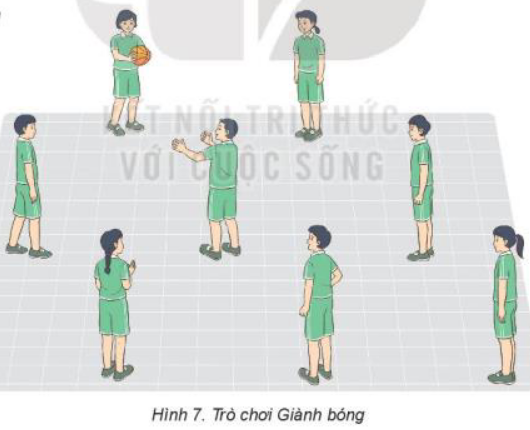 KẾT NỐI TRI THỨC
VỚI CUỘC SỐNG
Hình 7. Trò chơi Giành bóng